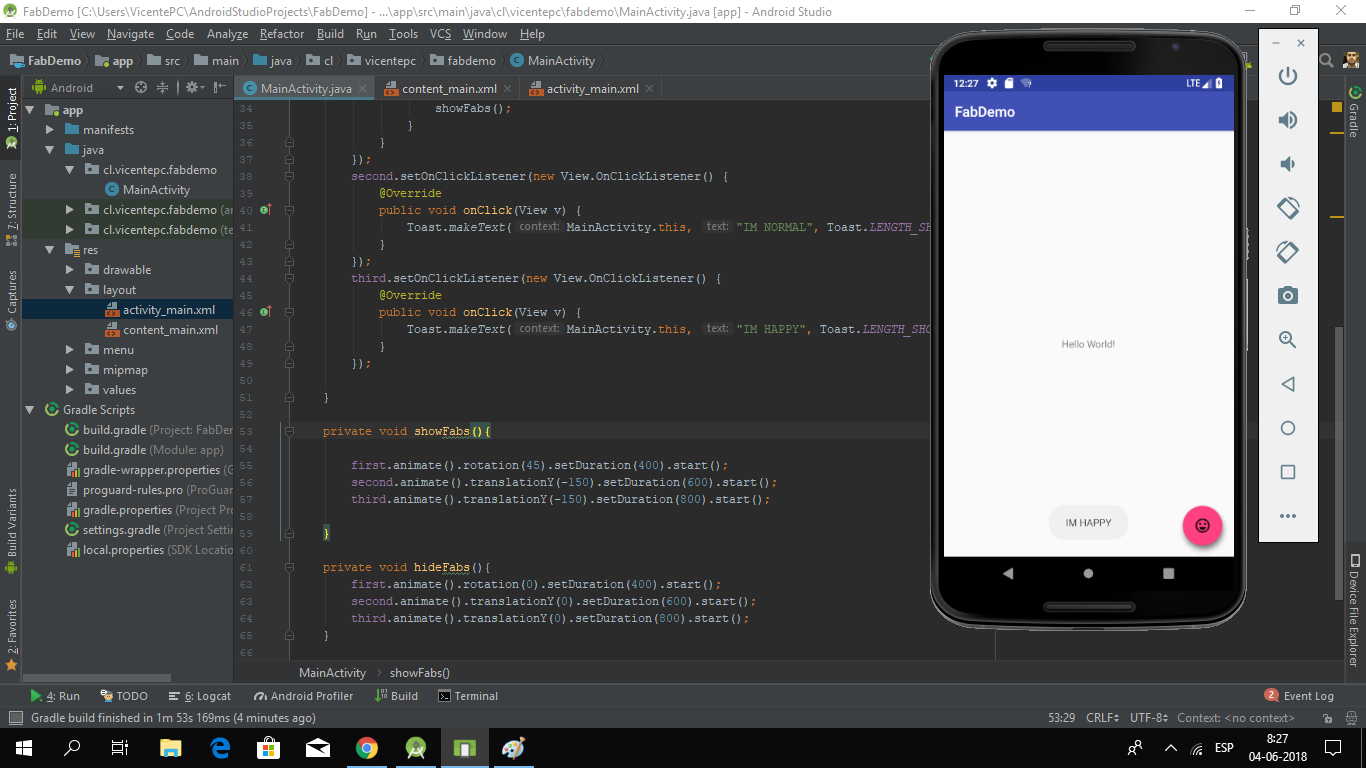 FabDemo [C:\Users\VicentePC\AndroidStudioProjects\FabDemo] - ...\app\src\main\java\cl\vicentepc\fabdemo\MainActivity.java [app] - Android Studio
File Edit View Navigate Code Analyze Refactor Build Run Tools VCS Window Help
FabDemo app src main java cl vicentepc fabdemo MainActivity
Android
MainActivity.java content_main.xml activity_main.xml
1: Project
7: Structure
Captures
Build Variants
2: Favorites
app
manifests
java
cl.vicentepc.fabdemo
MainActivity
cl.vicentepc.fabdemo (an
cl.vicentepc.fabdemo (te
res
drawable
layout
activity_main.xml
content_main.xml
menu
mipmap
values
Gradle Scripts
build.gradle (Project: FabDer
build.gradle (Module: app)
gradle-wrapper.properties (G
proguard-rules.pro (ProGuar
gradle.properties (Project Pro
settings.gradle (Project Settin
local.properties (SDK Locatio
34 showFabs();
35 }
36 }
37 });
38 second.setOnClickListener(new View.OnClickListener() {
39 @Override
40 public void onClick(View v) {
41 Toast.makeText( context: MainActivity.this, text: "IM NORMAL", Toast.LENGTH_SH
42 }
43 });
44 third.setOnClickListener(new View.OnClickListener() {
45 @Override
46 public void onClick(View v) {
47 Toast.makeText( context: MainActivity.this, text: "IM HAPPY", Toast.LENGTH_SHO
48 }
49 });
50
51 }
52
53 private void showFabs(){
54
55 first.animate().rotation(45).setDuration(400).start();
56 second.animate().translationY(-150).setDuration(600).start();
57 third.animate().translationY(-150).setDuration(800).start();
58
59 }
60
61 private void hideFabs(){
62 first.animate().rotation(0).setDuration(400).start();
63 second.animate().translationY(0).setDuration(600).start();
64 third.animate().translationY(0).setDuration(800).start();
65 }
66
MainActivity showFabs()
12:27 LTE
FabDemo
Hello World!
IM HAPPY
Gradle
Device File Explorer
4: Run TODO 6: Logcat Android Profiler Build Terminal 2 Event Log
Gradle build finished in 1m 53s 169ms (4 minutes ago) 53:29 CRLF UTF-8 Context: <no context>
ESP
8:27
04-06-2018